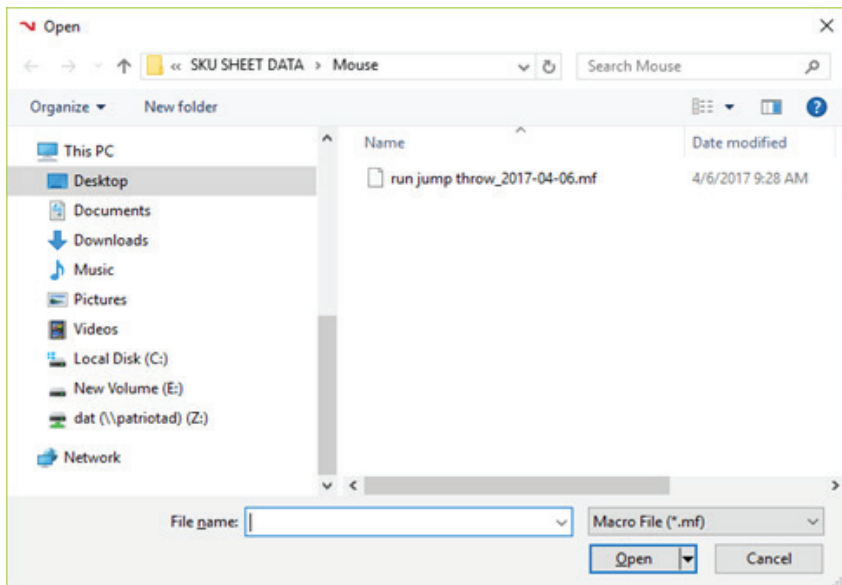 Open
« SKU SHEET DATA > Mouse
Search Mouse
Organize
New folder
Name
Date modified
This PC
Desktop
Documents
Downloads
Music
Pictures
Videos
Local Disk (C:)
New Volume (E:)
dat (\\patriotad) (Z:)
Network
run jump throw_2017-04-06.mf
4/6/2017 9:28 AM
File name:
Macro File (*.mf)
Open
Cancel